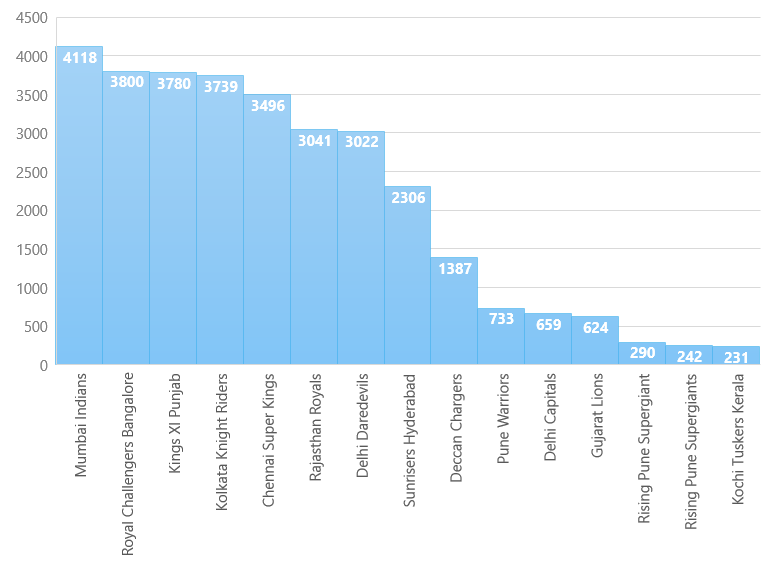 4500
4000
3500
3000
2500
2000
1500
1000
500
0
4118
3800
3780
3739
3496
3041
3022
2306
1387
733
659
624
290
242
231
Mumbai Indians
Royal Challengers Bangalore
Kings XI Punjab
Kolkata Knight Riders
Chennai Super Kings
Rajasthan Royals
Delhi Daredevils
Sunrisers Hyderabad
Deccan Chargers
Pune Warriors
Delhi Capitals
Gujarat Lions
Rising Pune Supergiant
Rising Pune Supergiants
Kochi Tuskers Kerala